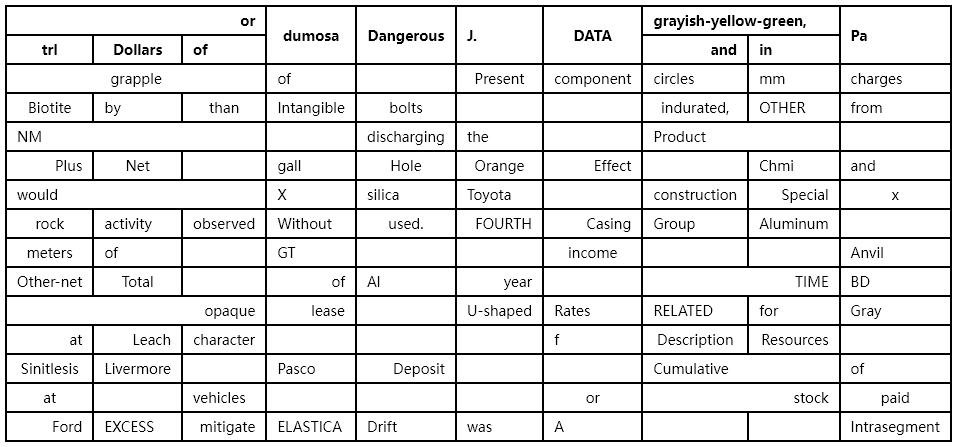 or dumosa Dangerous J. DATA grayish-yellow-green, Pa
trl Dollars of and in
grapple of Present component circles mm charges
Biotite by than Intangible bolts indurated, OTHER from
NM discharging the Product
Plus Net gall Hole Orange Effect Chmi and
would X silica Toyota construction Special x
rock activity observed Without used. FOURTH Casing Group Aluminum
meters of GT income Anvil
Other-net Total of Al year TIME BD
opaque lease U-shaped Rates RELATED for Gray
at Leach character f Description Resources
Sinitlesis Livermore Pasco Deposit Cumulative of
at vehicles or stock paid
Ford EXCESS mitigate ELASTICA Drift was A Intrasegment